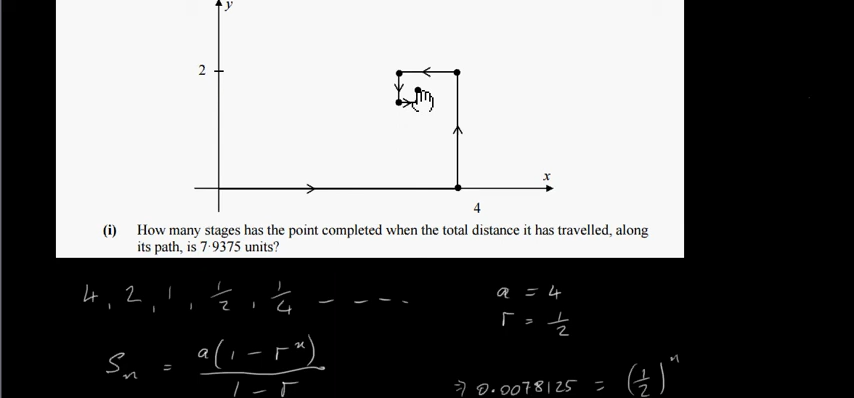 y
2
x
4
(i) How many stages has the point completed when the total distance it has travelled, along
its path, is 7·9375 units?
4, 2, 1, 1/2, 1/4 - - - -.
a = 4
r = 1/2
Sn = a(1 - r^n) / 1 - r
⇒ 0.0078125 = (1/2)^n